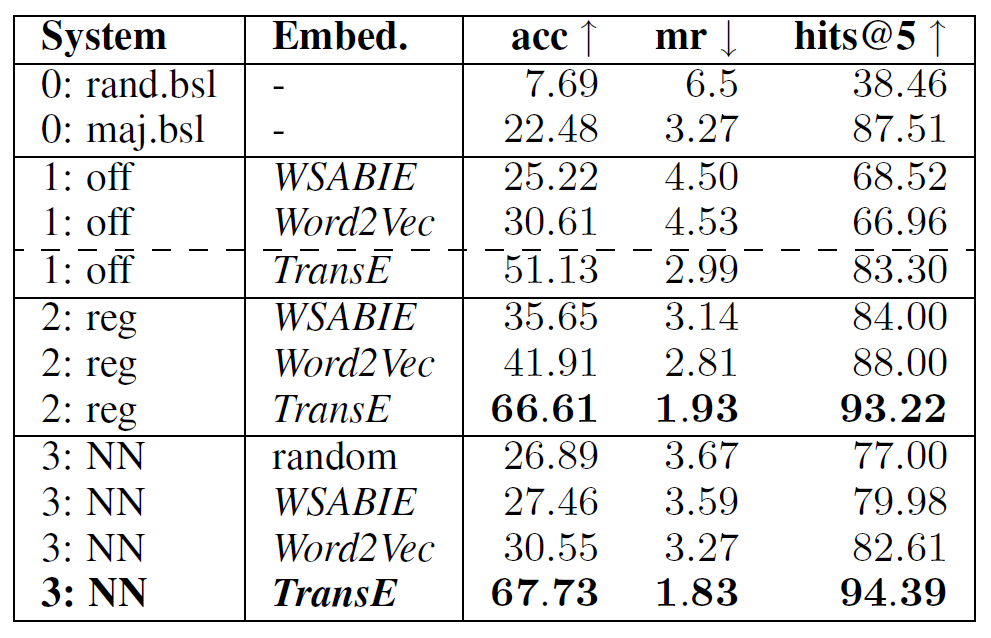 System Embed. acc ↑ mr ↓ hits@5 ↑
0: rand.bsl - 7.69 6.5 38.46
0: maj.bsl - 22.48 3.27 87.51
1: off WSABIE 25.22 4.50 68.52
1: off Word2Vec 30.61 4.53 66.96
1: off TransE 51.13 2.99 83.30
2: reg WSABIE 35.65 3.14 84.00
2: reg Word2Vec 41.91 2.81 88.00
2: reg TransE 66.61 1.93 93.22
3: NN random 26.89 3.67 77.00
3: NN WSABIE 27.46 3.59 79.98
3: NN Word2Vec 30.55 3.27 82.61
3: NN TransE 67.73 1.83 94.39